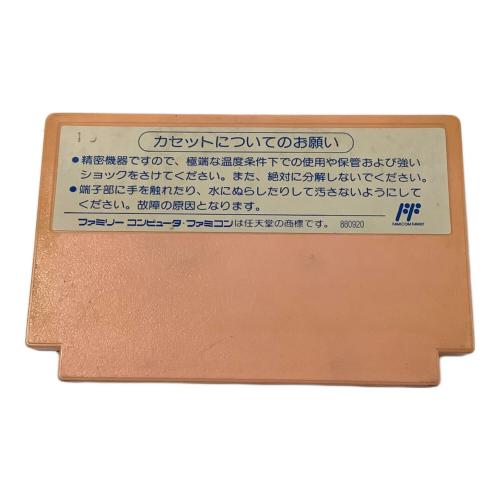 カセットについてのお願い
●精密機器ですので、極端な温度条件下での使用や保管および強い
ショックをさけてください。また、絶対に分解しないでください。
●端子部に手を触れたり、水にぬらしたりして汚さないようにして
ください。故障の原因となります。
FAMICOM FAMILY
ファミリー コンピュータ・ファミコンは任天堂の商標です。 880920